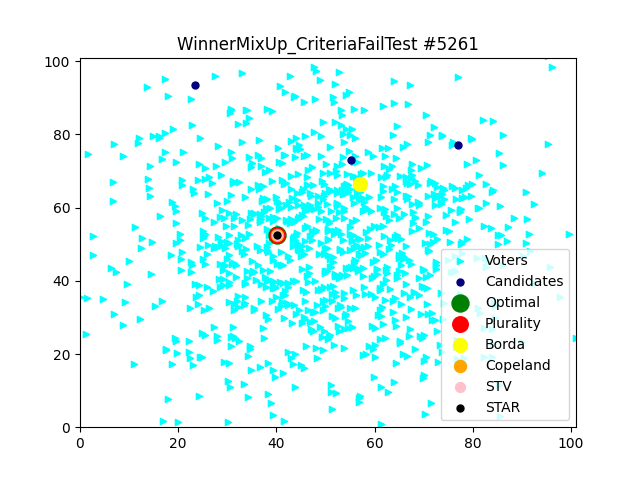 WinnerMixUp_CriteriaFailTest #5261
100
80
60
40
20
0
0 20 40 60 80 100
Voters
Candidates
Optimal
Plurality
Borda
Copeland
STV
STAR